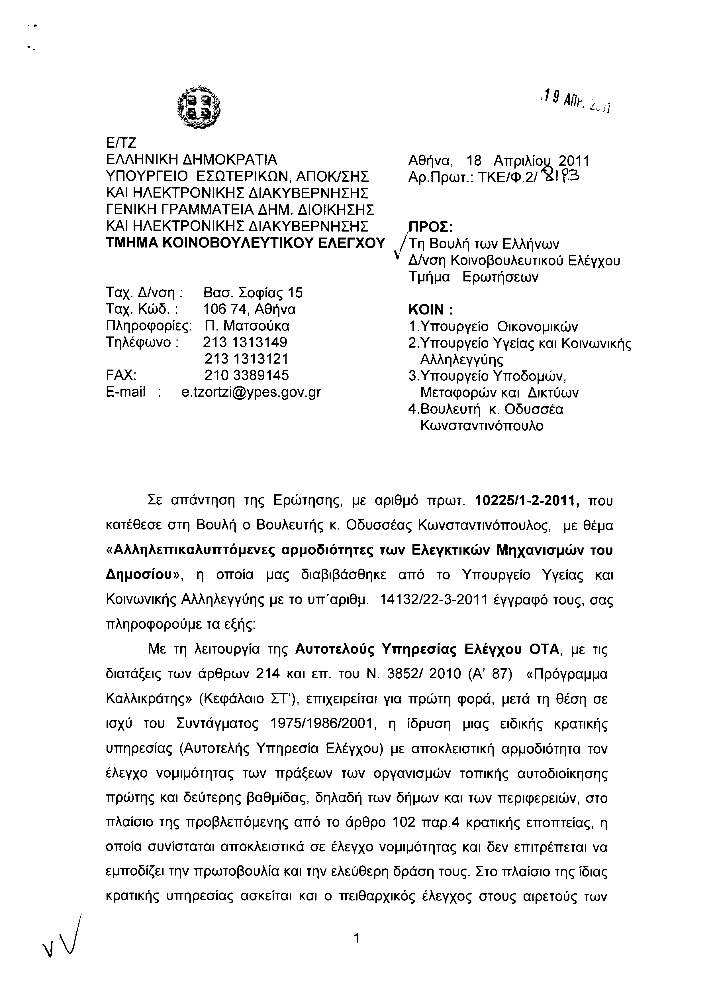 19 ΑΠΡ. 2011
Ε/ΤΖ
ΕΛΛΗΝΙΚΗ ΔΗΜΟΚΡΑΤΙΑ
ΥΠΟΥΡΓΕΙΟ ΕΣΩΤΕΡΙΚΩΝ, ΑΠΟΚ/ΣΗΣ
ΚΑΙ ΗΛΕΚΤΡΟΝΙΚΗΣ ΔΙΑΚΥΒΕΡΝΗΣΗΣ
ΓΕΝΙΚΗ ΓΡΑΜΜΑΤΕΙΑ ΔΗΜ. ΔΙΟΙΚΗΣΗΣ
ΚΑΙ ΗΛΕΚΤΡΟΝΙΚΗΣ ΔΙΑΚΥΒΕΡΝΗΣΗΣ
ΤΜΗΜΑ ΚΟΙΝΟΒΟΥΛΕΥΤΙΚΟΥ ΕΛΕΓΧΟΥ
Ταχ. Δ/νση : Βασ. Σοφίας 15
Ταχ. Κώδ. : 106 74, Αθήνα
Πληροφορίες: Π. Ματσούκα
Τηλέφωνο : 213 1313149
213 1313121
FAX: 210 3389145
E-mail : e.tzortzi@ypes.gov.gr
Αθήνα, 18 Απριλίου 2011
Αρ.Πρωτ.: ΤΚΕ/Φ.2/
ΠΡΟΣ:
Τη Βουλή των Ελλήνων
Δ/νση Κοινοβουλευτικού Ελέγχου
Τμήμα Ερωτήσεων
ΚΟΙΝ :
1.Υπουργείο Οικονομικών
2.Υπουργείο Υγείας και Κοινωνικής
Αλληλεγγύης
3.Υπουργείο Υποδομών,
Μεταφορών και Δικτύων
4.Βουλευτή κ. Οδυσσέα
Κωνσταντινόπουλο
Σε απάντηση της Ερώτησης, με αριθμό πρωτ. 10225/1-2-2011, που
κατέθεσε στη Βουλή ο Βουλευτής κ. Οδυσσέας Κωνσταντινόπουλος, με θέμα
«Αλληλεπικαλυπτόμενες αρμοδιότητες των Ελεγκτικών Μηχανισμών του
Δημοσίου», η οποία μας διαβιβάσθηκε από το Υπουργείο Υγείας και
Κοινωνικής Αλληλεγγύης με το υπ΄αριθμ. 14132/22-3-2011 έγγραφό τους, σας
πληροφορούμε τα εξής:
Με τη λειτουργία της Αυτοτελούς Υπηρεσίας Ελέγχου ΟΤΑ, με τις
διατάξεις των άρθρων 214 και επ. του Ν. 3852/ 2010 (Α’ 87) «Πρόγραμμα
Καλλικράτης» (Κεφάλαιο ΣΤ’), επιχειρείται για πρώτη φορά, μετά τη θέση σε
ισχύ του Συντάγματος 1975/1986/2001, η ίδρυση μιας ειδικής κρατικής
υπηρεσίας (Αυτοτελής Υπηρεσία Ελέγχου) με αποκλειστική αρμοδιότητα τον
έλεγχο νομιμότητας των πράξεων των οργανισμών τοπικής αυτοδιοίκησης
πρώτης και δεύτερης βαθμίδας, δηλαδή των δήμων και των περιφερειών, στο
πλαίσιο της προβλεπόμενης από το άρθρο 102 παρ.4 κρατικής εποπτείας, η
οποία συνίσταται αποκλειστικά σε έλεγχο νομιμότητας και δεν επιτρέπεται να
εμποδίζει την πρωτοβουλία και την ελεύθερη δράση τους. Στο πλαίσιο της ίδιας
κρατικής υπηρεσίας ασκείται και ο πειθαρχικός έλεγχος στους αιρετούς των
1